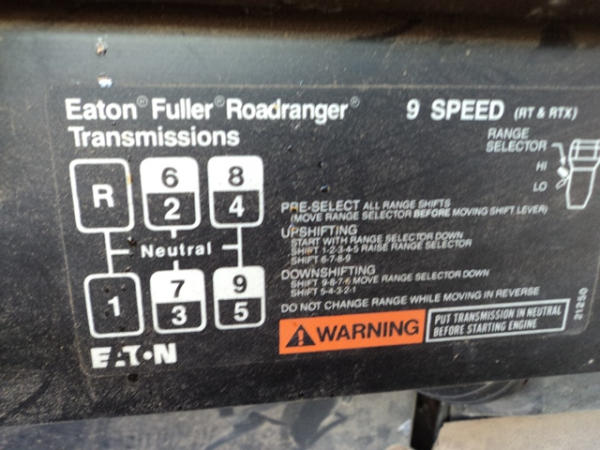 Eaton® Fuller® Roadranger®
Transmissions
9 SPEED (RT & RTX)
RANGE
SELECTOR
HI
LO
R
6
2
8
4
Neutral
1
7
3
9
5
EATON
PRE-SELECT ALL RANGE SHIFTS
(MOVE RANGE SELECTOR BEFORE MOVING SHIFT LEVER)
UPSHIFTING
START WITH RANGE SELECTOR DOWN
SHIFT 1-2-3-4-5 RAISE RANGE SELECTOR
SHIFT 6-7-8-9
DOWNSHIFTING
SHIFT 9-8-7-6 MOVE RANGE SELECTOR DOWN
SHIFT 5-4-3-2-1
DO NOT CHANGE RANGE WHILE MOVING IN REVERSE
WARNING
PUT TRANSMISSION IN NEUTRAL
BEFORE STARTING ENGINE
21250